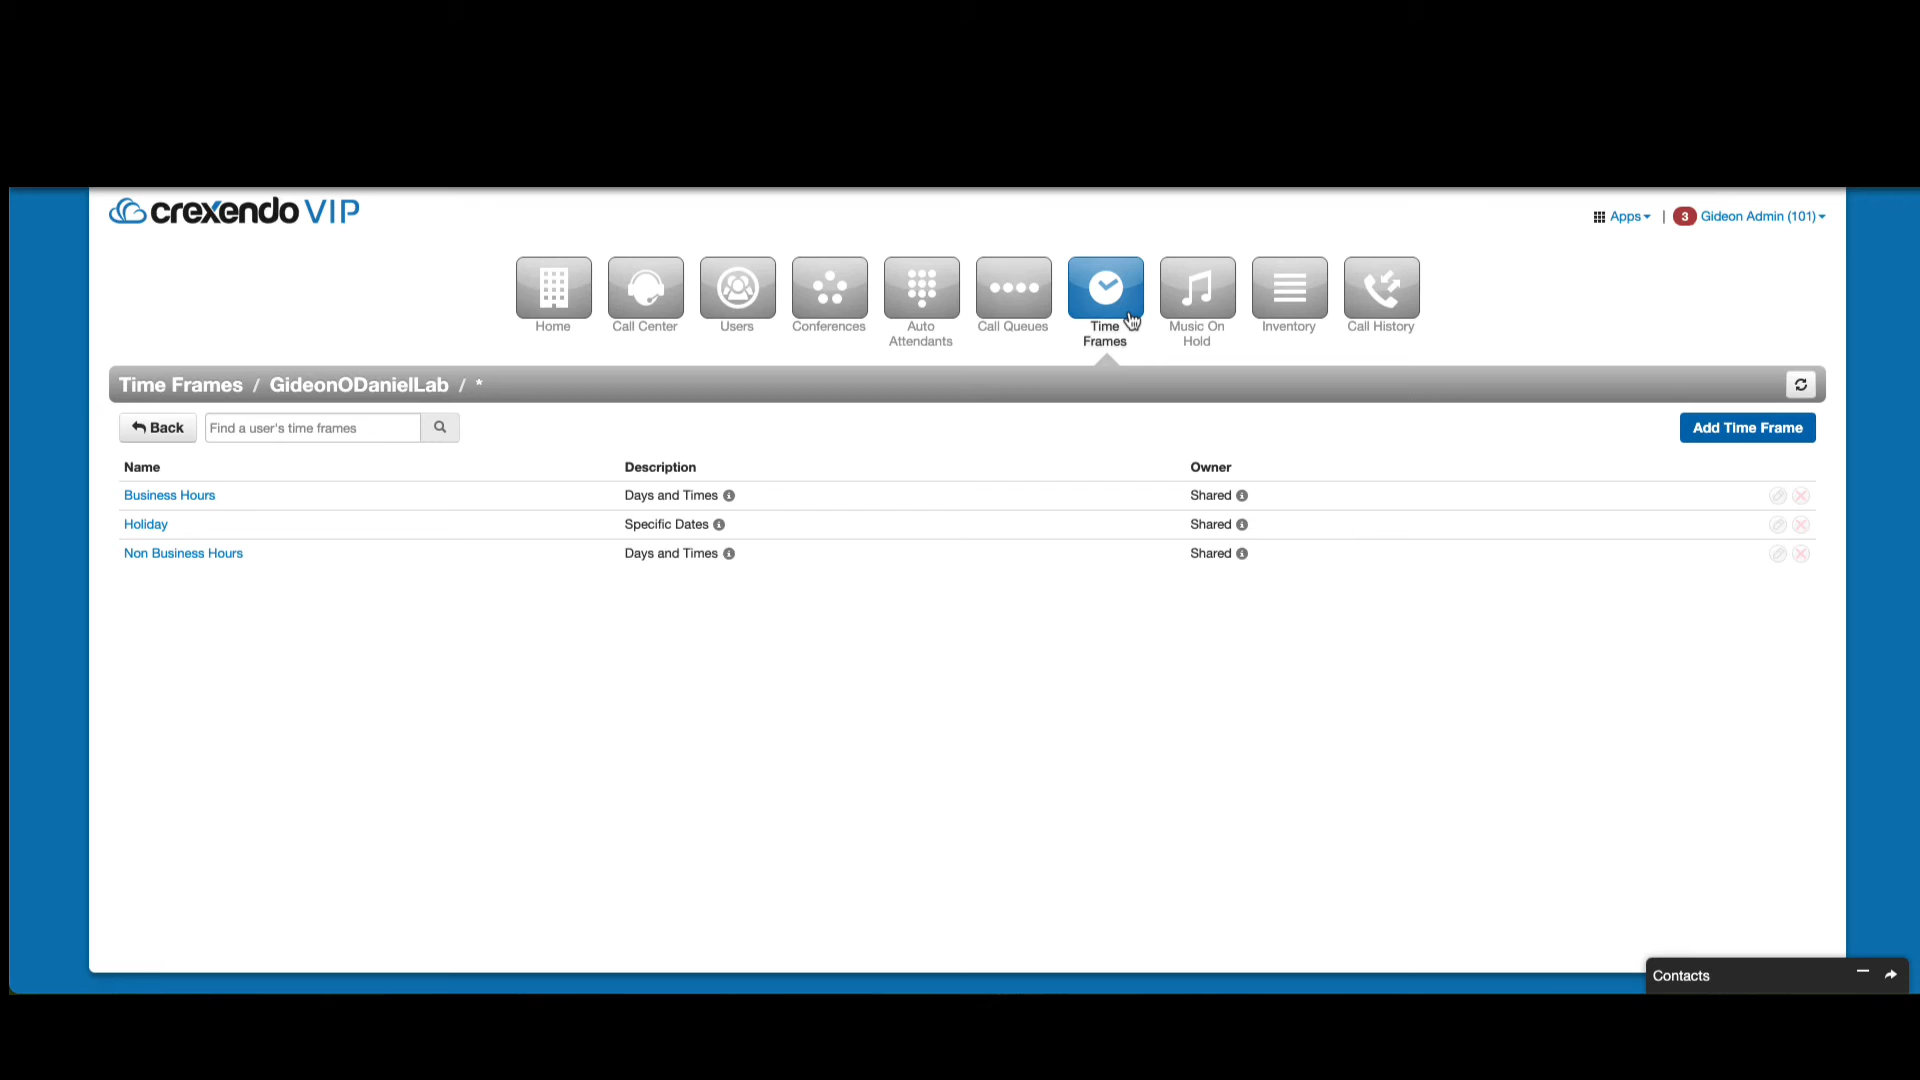 crexendo VIP
Apps | 3 Gideon Admin (101)
Home
Call Center
Users
Conferences
Auto Attendants
Call Queues
Time Frames
Music On Hold
Inventory
Call History
Time Frames / GideonODanielLab / *
Back
Find a user's time frames
Add Time Frame
Name Description Owner
Business Hours Days and Times Shared
Holiday Specific Dates Shared
Non Business Hours Days and Times Shared
Contacts